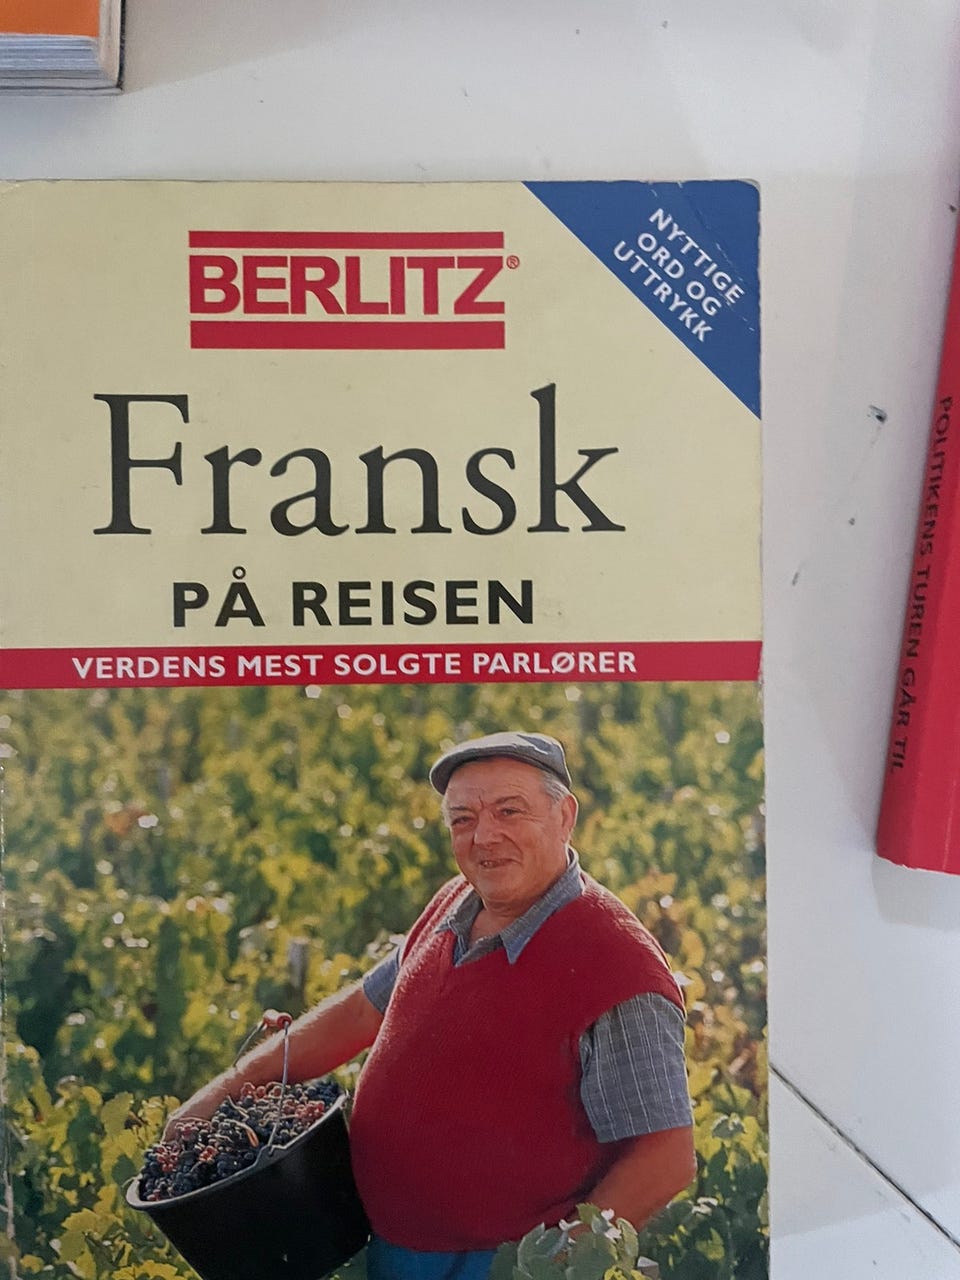 BERLITZ®
NYTTIGE
ORD OG
UTTRYKK
Fransk
PÅ REISEN
VERDENS MEST SOLGTE PARLØRER
POLITIKENS TUREN GÅR TIL